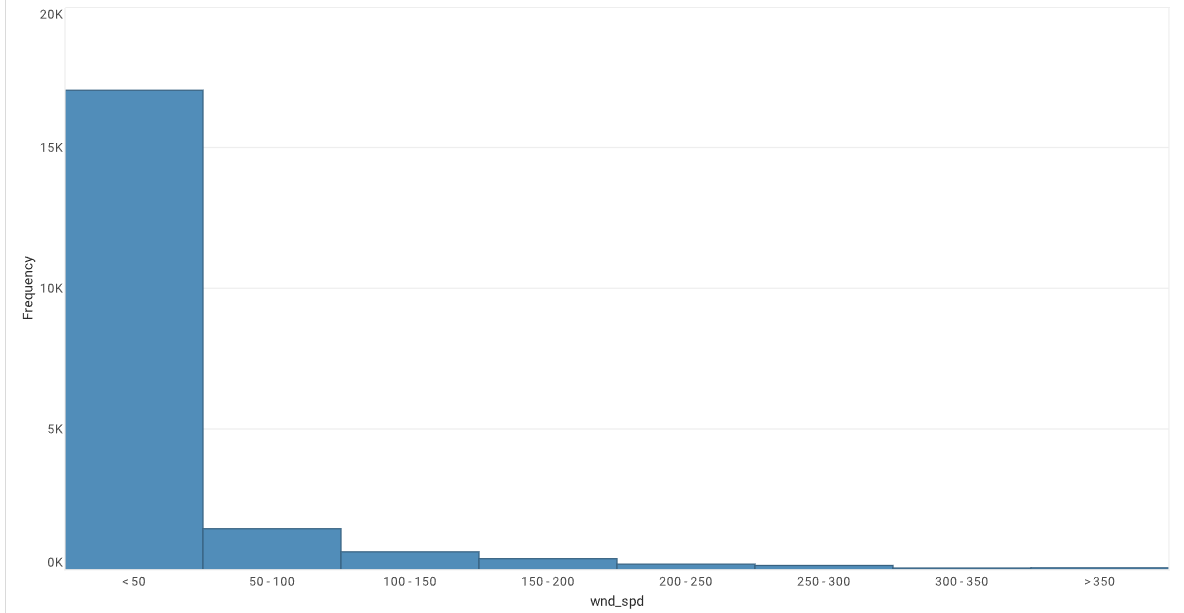 20K
15K
10K
5K
0K
Frequency
< 50
50 - 100
100 - 150
150 - 200
200 - 250
250 - 300
300 - 350
> 350
wnd_spd